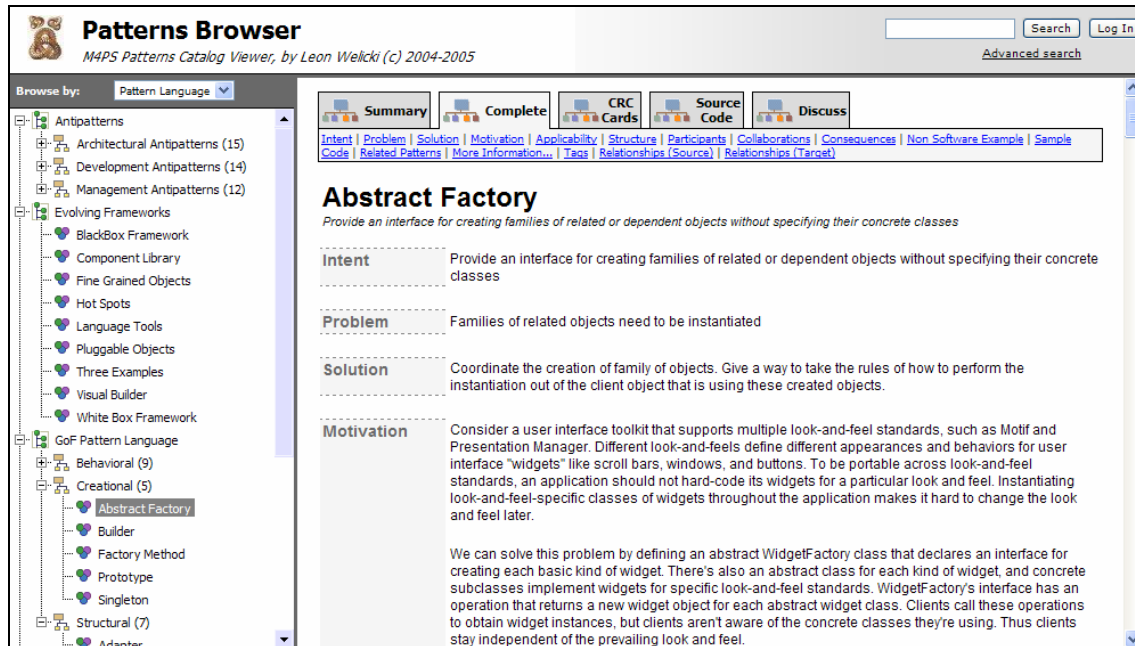 Patterns Browser
M4PS Patterns Catalog Viewer, by Leon Welicki (c) 2004-2005
Search
Log In
Advanced search
Browse by:
Pattern Language
Antipatterns
Architectural Antipatterns (15)
Development Antipatterns (14)
Management Antipatterns (12)
Evolving Frameworks
BlackBox Framework
Component Library
Fine Grained Objects
Hot Spots
Language Tools
Pluggable Objects
Three Examples
Visual Builder
White Box Framework
GoF Pattern Language
Behavioral (9)
Creational (5)
Abstract Factory
Builder
Factory Method
Prototype
Singleton
Structural (7)
Adapter
Summary
Complete
CRC
Cards
Source
Code
Discuss
Intent | Problem | Solution | Motivation | Applicability | Structure | Participants | Collaborations | Consequences | Non Software Example | Sample
Code | Related Patterns | More Information... | Tags | Relationships (Source) | Relationships (Target)
Abstract Factory
Provide an interface for creating families of related or dependent objects without specifying their concrete classes
Intent
Provide an interface for creating families of related or dependent objects without specifying their concrete
classes
Problem
Families of related objects need to be instantiated
Solution
Coordinate the creation of family of objects. Give a way to take the rules of how to perform the
instantiation out of the client object that is using these created objects.
Motivation
Consider a user interface toolkit that supports multiple look-and-feel standards, such as Motif and
Presentation Manager. Different look-and-feels define different appearances and behaviors for user
interface "widgets" like scroll bars, windows, and buttons. To be portable across look-and-feel
standards, an application should not hard-code its widgets for a particular look and feel. Instantiating
look-and-feel-specific classes of widgets throughout the application makes it hard to change the look
and feel later.
We can solve this problem by defining an abstract WidgetFactory class that declares an interface for
creating each basic kind of widget. There's also an abstract class for each kind of widget, and concrete
subclasses implement widgets for specific look-and-feel standards. WidgetFactory's interface has an
operation that returns a new widget object for each abstract widget class. Clients call these operations
to obtain widget instances, but clients aren't aware of the concrete classes they're using. Thus clients
stay independent of the prevailing look and feel.